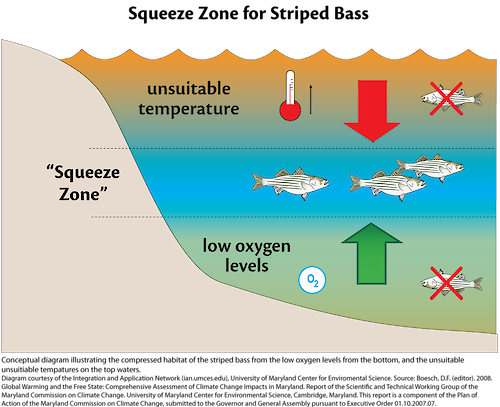 Squeeze Zone for Striped Bass
unsuitable
temperature
"Squeeze
Zone"
low oxygen
levels
O₂
Conceptual diagram illustrating the compressed habitat of the striped bass from the low oxygen levels from the bottom, and the unsuitable
unsuitiable tempatures on the top waters.
Diagram courtesy of the Integration and Application Network (ian.umces.edu), University of Maryland Center for Enviromental Science. Source: Boesch, D.F. (editor). 2008.
Global Warming and the Free State: Comprehensive Assessment of Climate Change Impacts in Maryland. Report of the Scientific and Technical Working Group of the
Maryland Commission on Climate Change. University of Maryland Center for Environmental Science, Cambridge, Maryland. This report is a component of the Plan of
Action of the Maryland Commission on Climate Change, submitted to the Governor and General Assembly pursuant to Executive Order 01.10.2007.07.